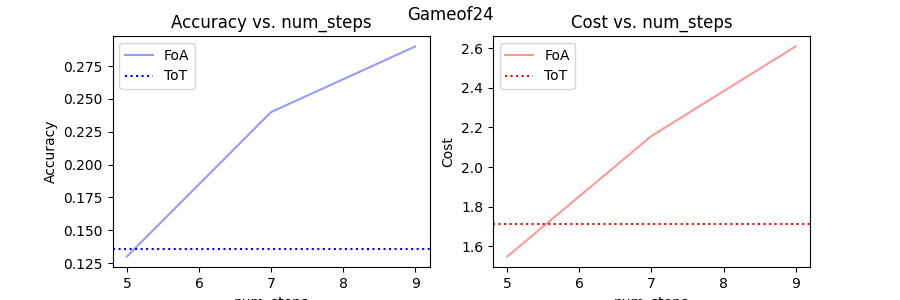 Gameof24
Accuracy vs. num_steps
FoA
ToT
Accuracy
0.275
0.250
0.225
0.200
0.175
0.150
0.125
5 6 7 8 9
num_steps
Cost vs. num_steps
FoA
ToT
Cost
2.6
2.4
2.2
2.0
1.8
1.6
5 6 7 8 9
num_steps